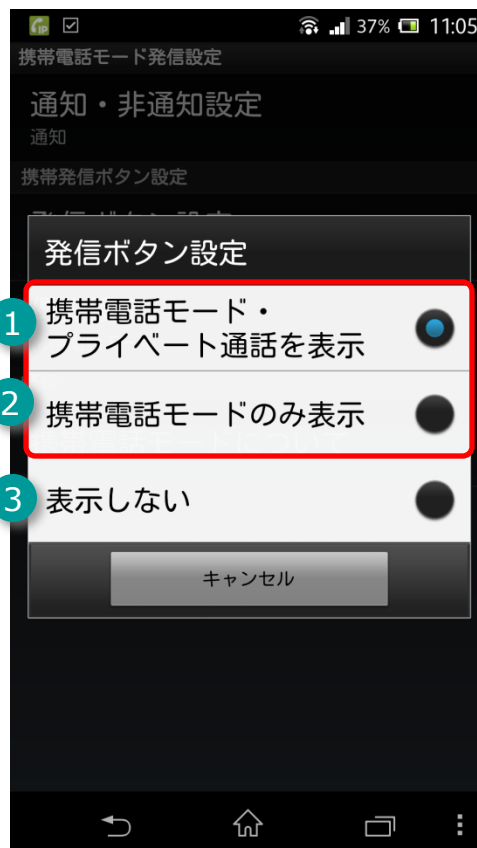 37% 11:05
携帯電話モード発信設定
通知・非通知設定
通知
携帯発信ボタン設定
発信ボタン設定
1
携帯電話モード・
プライベート通話を表示
2
携帯電話モードのみ表示
3
表示しない
キャンセル